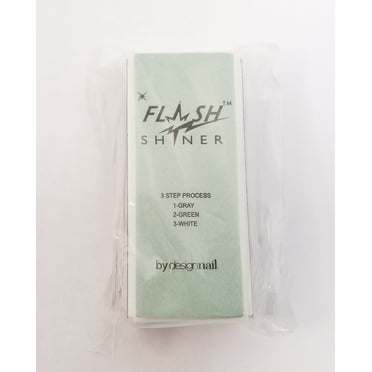 FLASH™
SHINER
3 STEP PROCESS
1-GRAY
2-GREEN
3-WHITE
by designnail